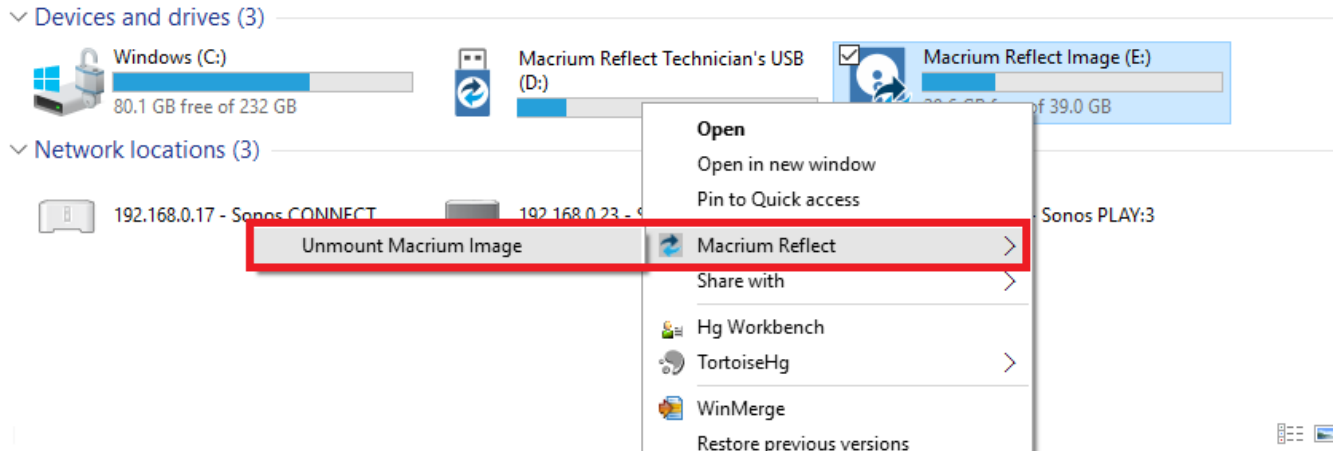 Devices and drives (3)
Windows (C:)
80.1 GB free of 232 GB
Macrium Reflect Technician's USB
(D:)
Macrium Reflect Image (E:)
of 39.0 GB
Network locations (3)
192.168.0.17 - Sonos CONNECT
192.168.0.23 -
- Sonos PLAY:3
Open
Open in new window
Pin to Quick access
Unmount Macrium Image
Macrium Reflect
Share with
Hg Workbench
TortoiseHg
WinMerge
Restore previous versions